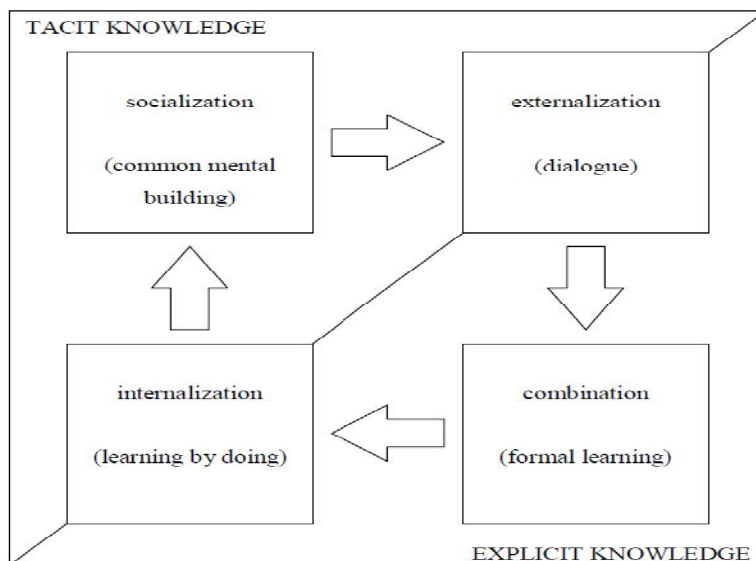 TACIT KNOWLEDGE
socialization
(common mental
building)
externalization
(dialogue)
internalization
(learning by doing)
combination
(formal learning)
EXPLICIT KNOWLEDGE